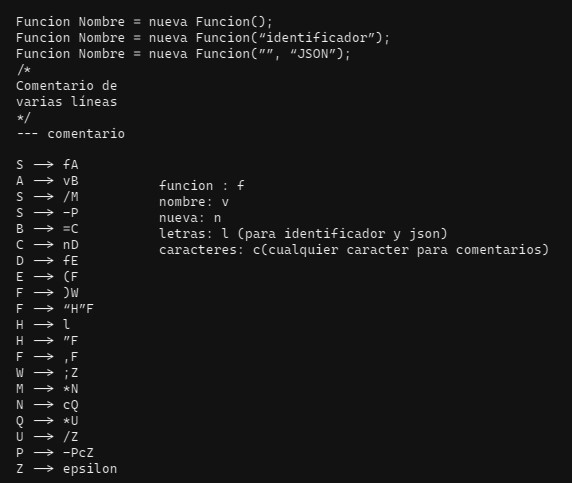 Funcion Nombre = nueva Funcion();
Funcion Nombre = nueva Funcion(“identificador”);
Funcion Nombre = nueva Funcion(””, “JSON”);
/*
Comentario de
varias líneas
*/
--- comentario
S —> fA
A —> vB
S —> /M
S —> –P
B —> =C
C —> nD
D —> fE
E —> (F
F —> )W
F —> “H”F
H —> l
H —> ”F
F —> ,F
W —> ;Z
M —> *N
N —> cQ
Q —> *U
U —> /Z
P —> –PcZ
Z —> epsilon
funcion : f
nombre: v
nueva: n
letras: l (para identificador y json)
caracteres: c(cualquier caracter para comentarios)